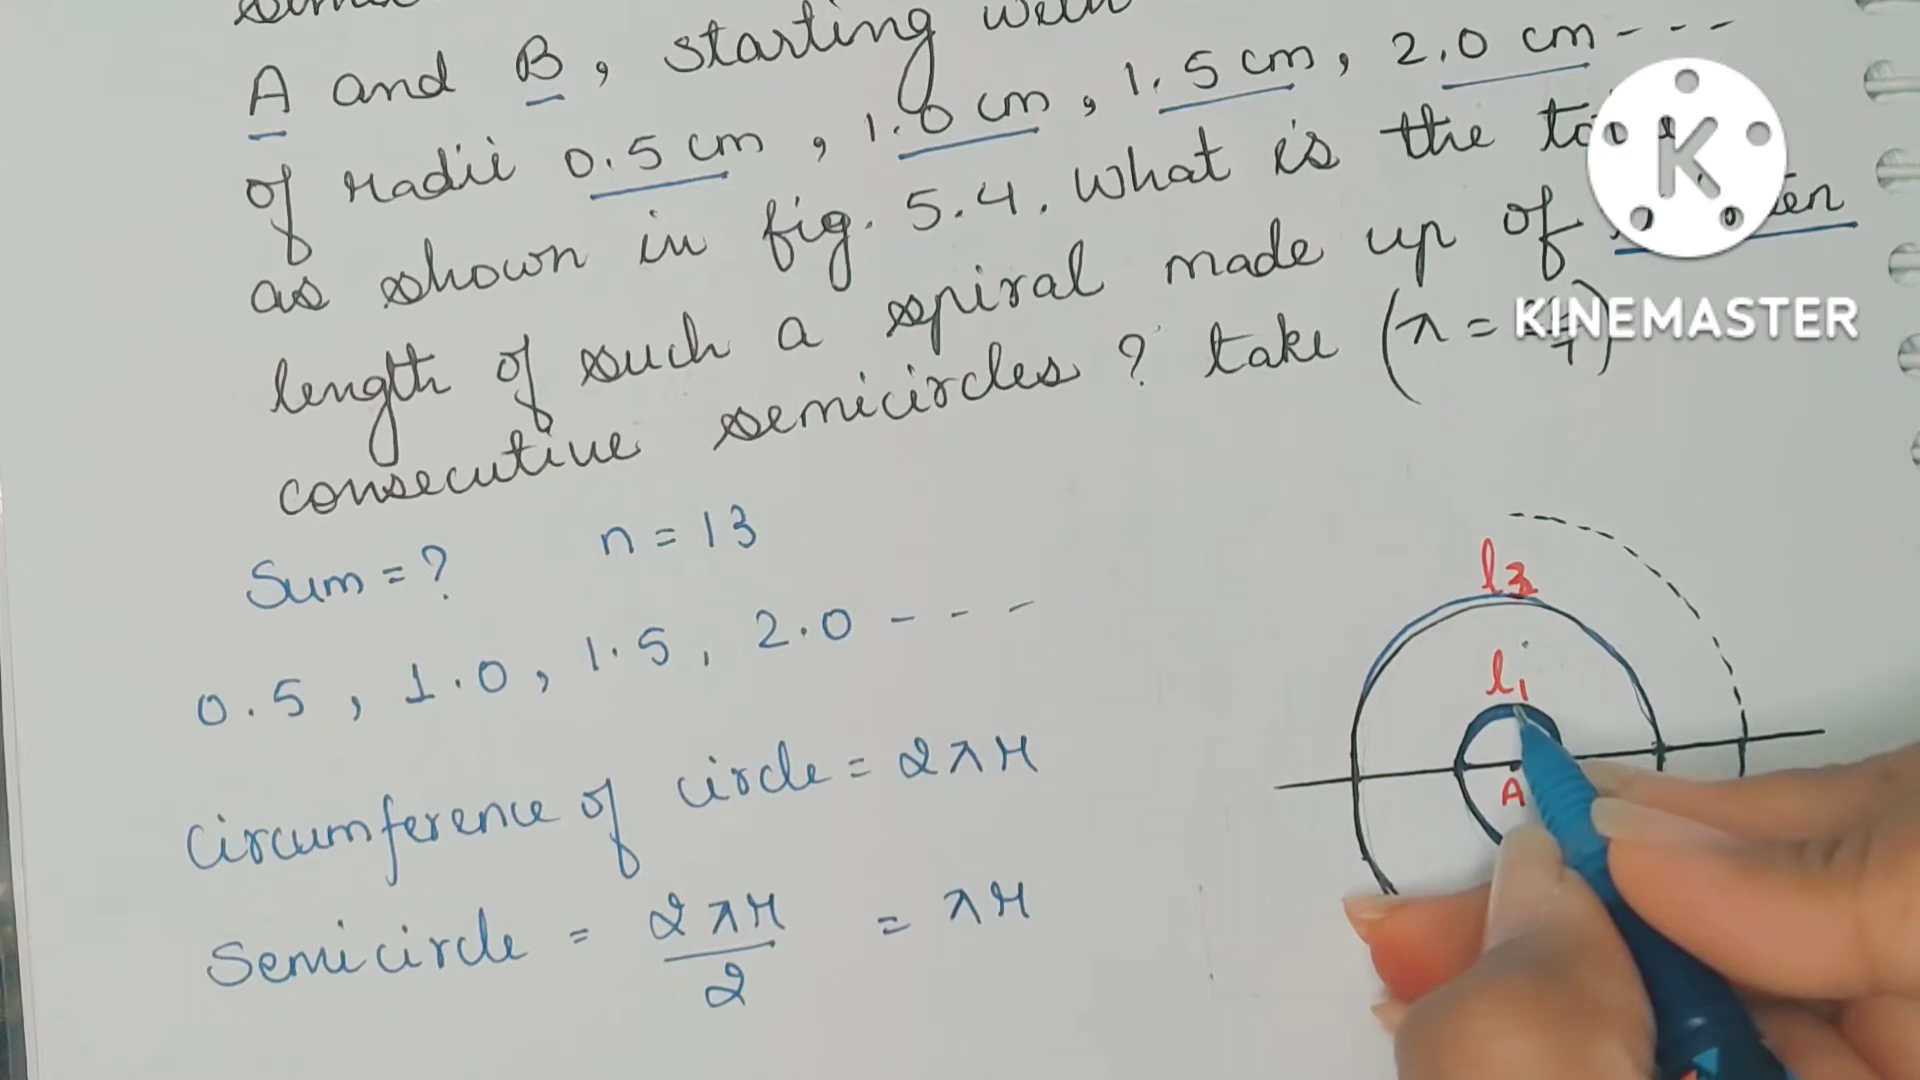 A and B, starting with
of radii 0.5 cm, 1.0 cm, 1.5 cm, 2.0 cm ---
as shown in fig. 5.4. What is the
length of such a spiral made up of
consecutive semicircles? take (π =
K
KINEMASTER
Sum = ? n = 13
0.5, 1.0, 1.5, 2.0 ----
circumference of circle = 2πr
Semicircle = 2πr/2 = πr
l1
A